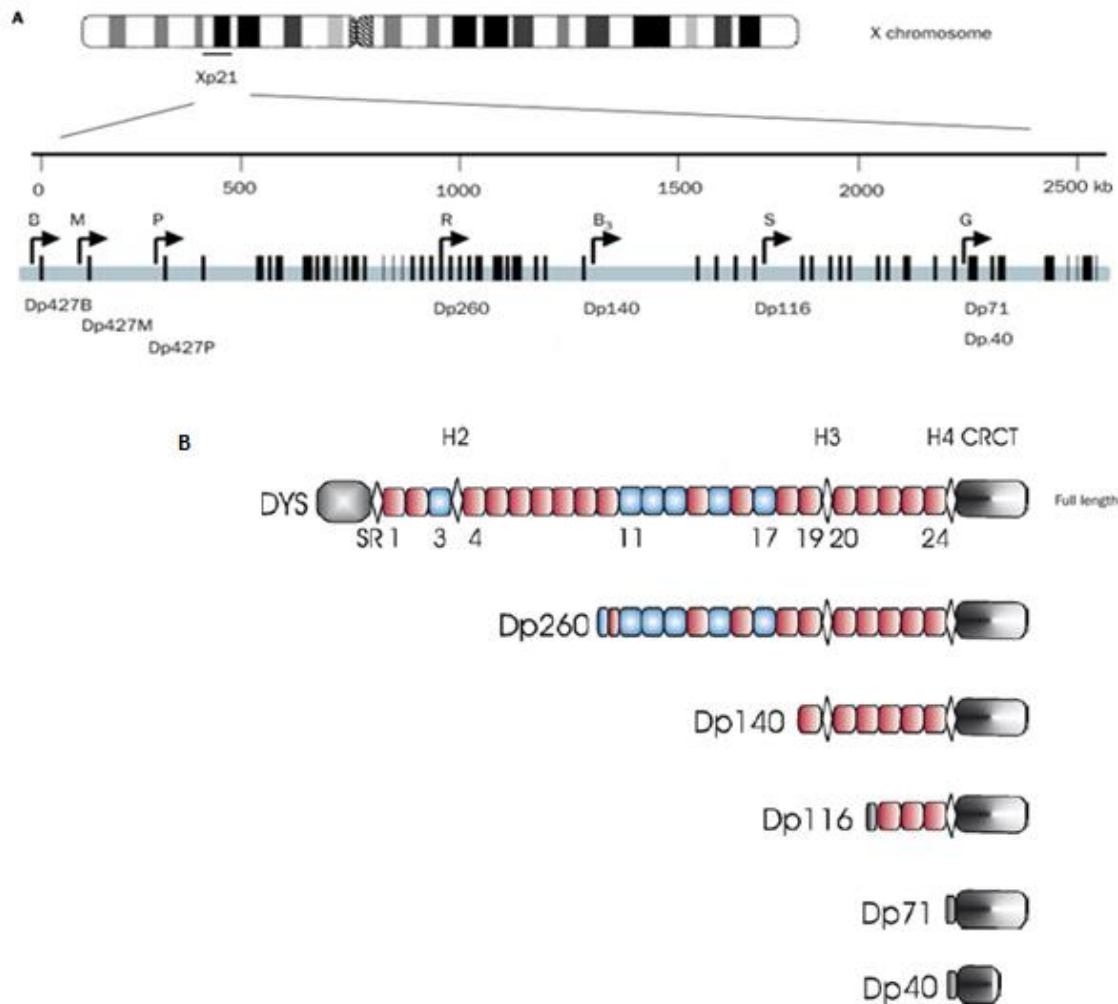 A
X chromosome
Xp21
0 500 1000 1500 2000 2500 kb
B M P R B3 S G
Dp427B Dp260 Dp140 Dp116 Dp71
Dp427M Dp.40
Dp427P
B
H2 H3 H4 CRCT
DYS Full length
SR 1 3 4 11 17 19 20 24
Dp260
Dp140
Dp116
Dp71
Dp40